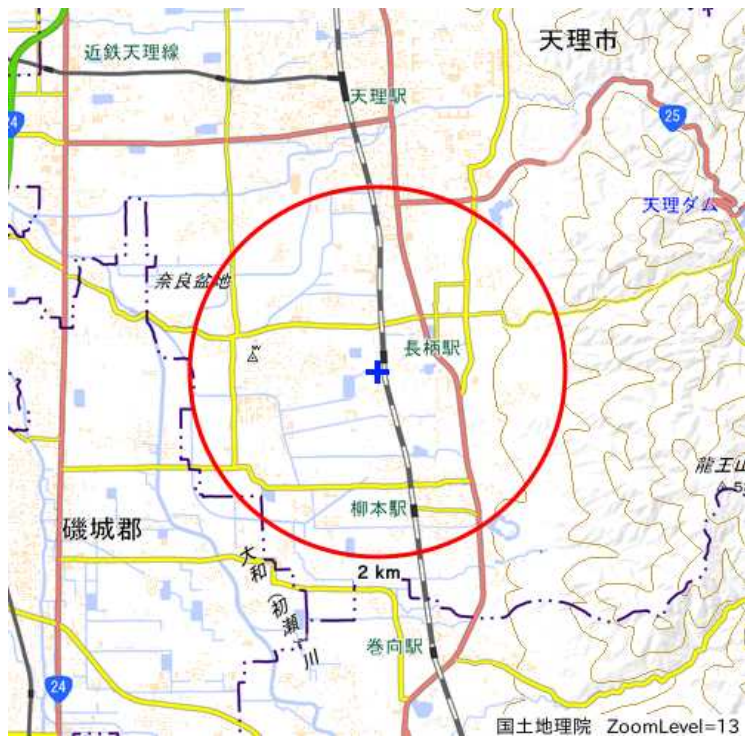 近鉄天理線
天理市
天理駅
24
25
天理ダム
奈良盆地
長柄駅
龍王山
柳本駅
磯城郡
大和
2 km
(初瀬)川
巻向駅
24
国土地理院 ZoomLevel=13